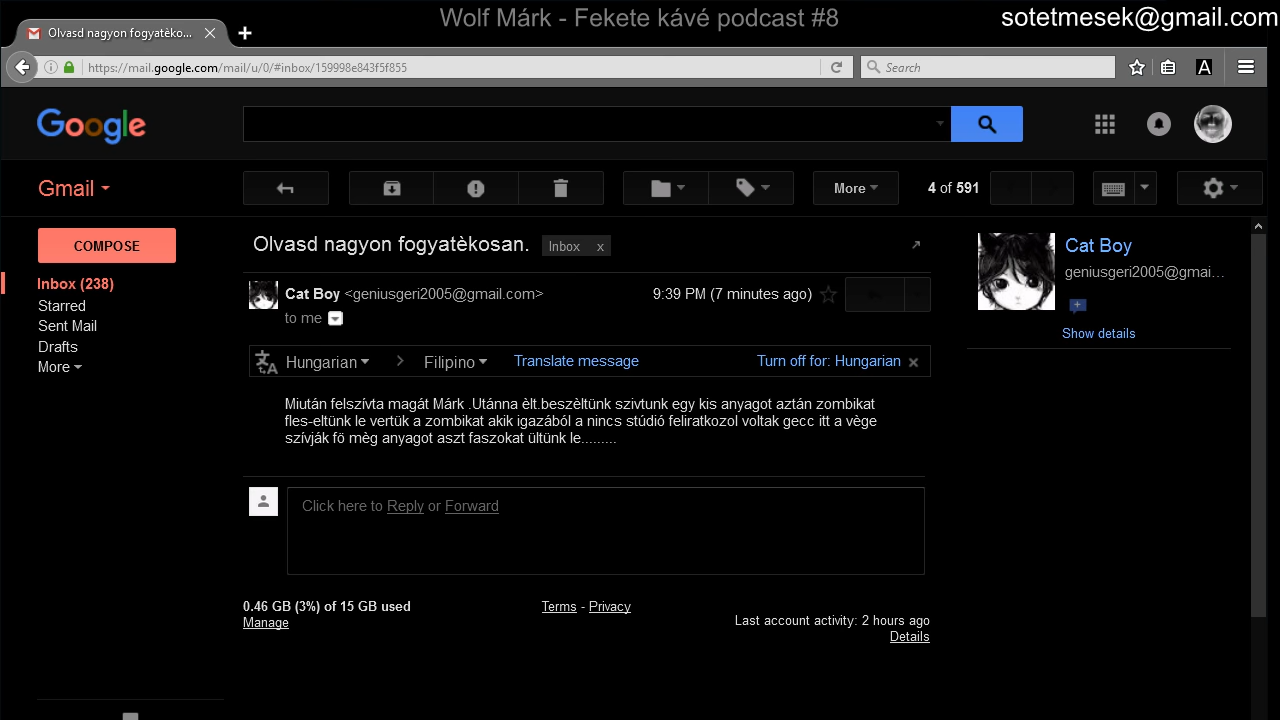 Wolf Márk - Fekete kávé podcast #8
sotetmesek@gmail.com
Olvasd nagyon fogyatèko...
https://mail.google.com/mail/u/0/#inbox/159998e843f5f855
Search
A
Google
Gmail
More
4 of 591
COMPOSE
Inbox (238)
Starred
Sent Mail
Drafts
More
Olvasd nagyon fogyatèkosan.
Inbox x
Cat Boy <geniusgeri2005@gmail.com>
9:39 PM (7 minutes ago)
to me
Hungarian
Filipino
Translate message
Turn off for: Hungarian
Miután felszívta magát Márk .Utánna èlt.beszèltünk szivtunk egy kis anyagot aztán zombikat
fles-eltünk le vertük a zombikat akik igazából a nincs stúdió feliratkozol voltak gecc itt a vège
szívják fö mèg anyagot aszt faszokat ültünk le.........
Click here to Reply or Forward
Cat Boy
geniusgeri2005@gmai...
Show details
0.46 GB (3%) of 15 GB used
Manage
Terms - Privacy
Last account activity: 2 hours ago
Details